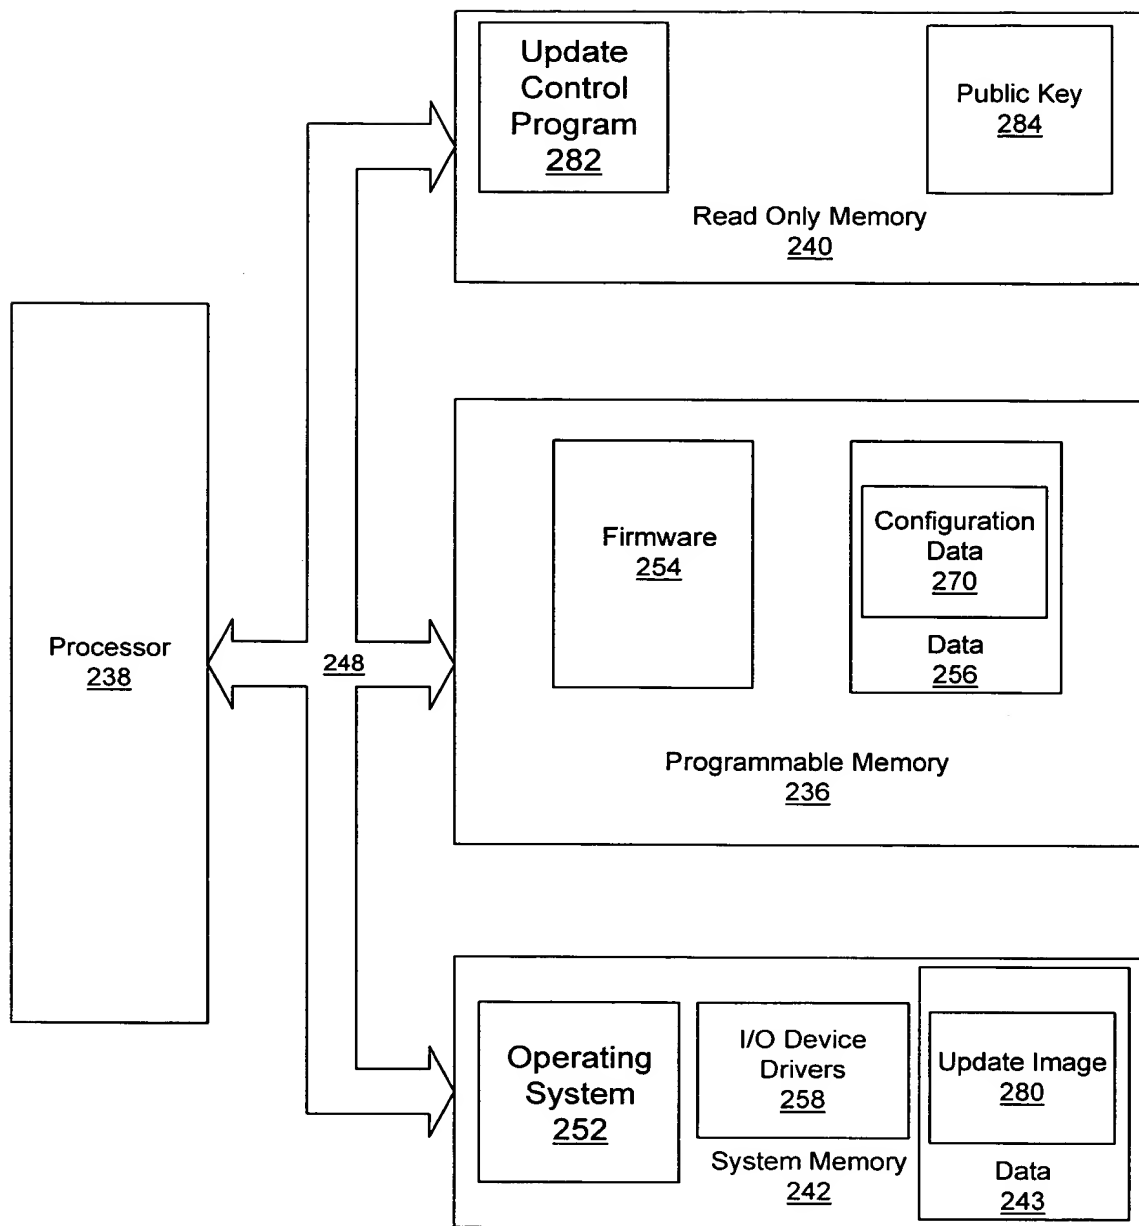 Update
Control
Program
282
Public Key
284
Read Only Memory
240
Processor
238
248
Firmware
254
Configuration
Data
270
Data
256
Programmable Memory
236
Operating
System
252
I/O Device
Drivers
258
Update Image
280
System Memory
242
Data
243